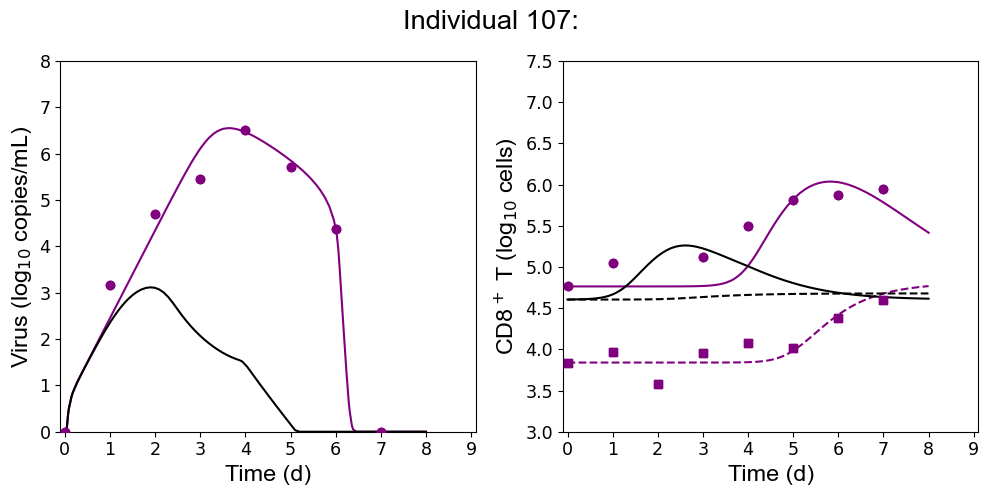 Individual 107:
8
7
6
5
4
3
2
1
0
Virus (log₁₀ copies/mL)
0 1 2 3 4 5 6 7 8 9
Time (d)
7.5
7.0
6.5
6.0
5.5
5.0
4.5
4.0
3.5
3.0
CD8⁺ T (log₁₀ cells)
0 1 2 3 4 5 6 7 8 9
Time (d)